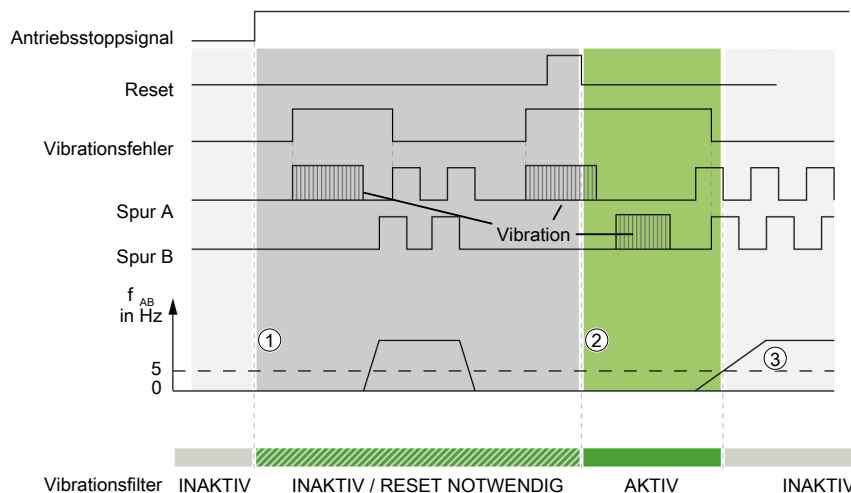 Antriebsstoppsignal
Reset
Vibrationsfehler
Spur A
Vibration
Spur B
f AB
in Hz
1
2
3
5
0
Vibrationsfilter INAKTIV INAKTIV / RESET NOTWENDIG AKTIV INAKTIV